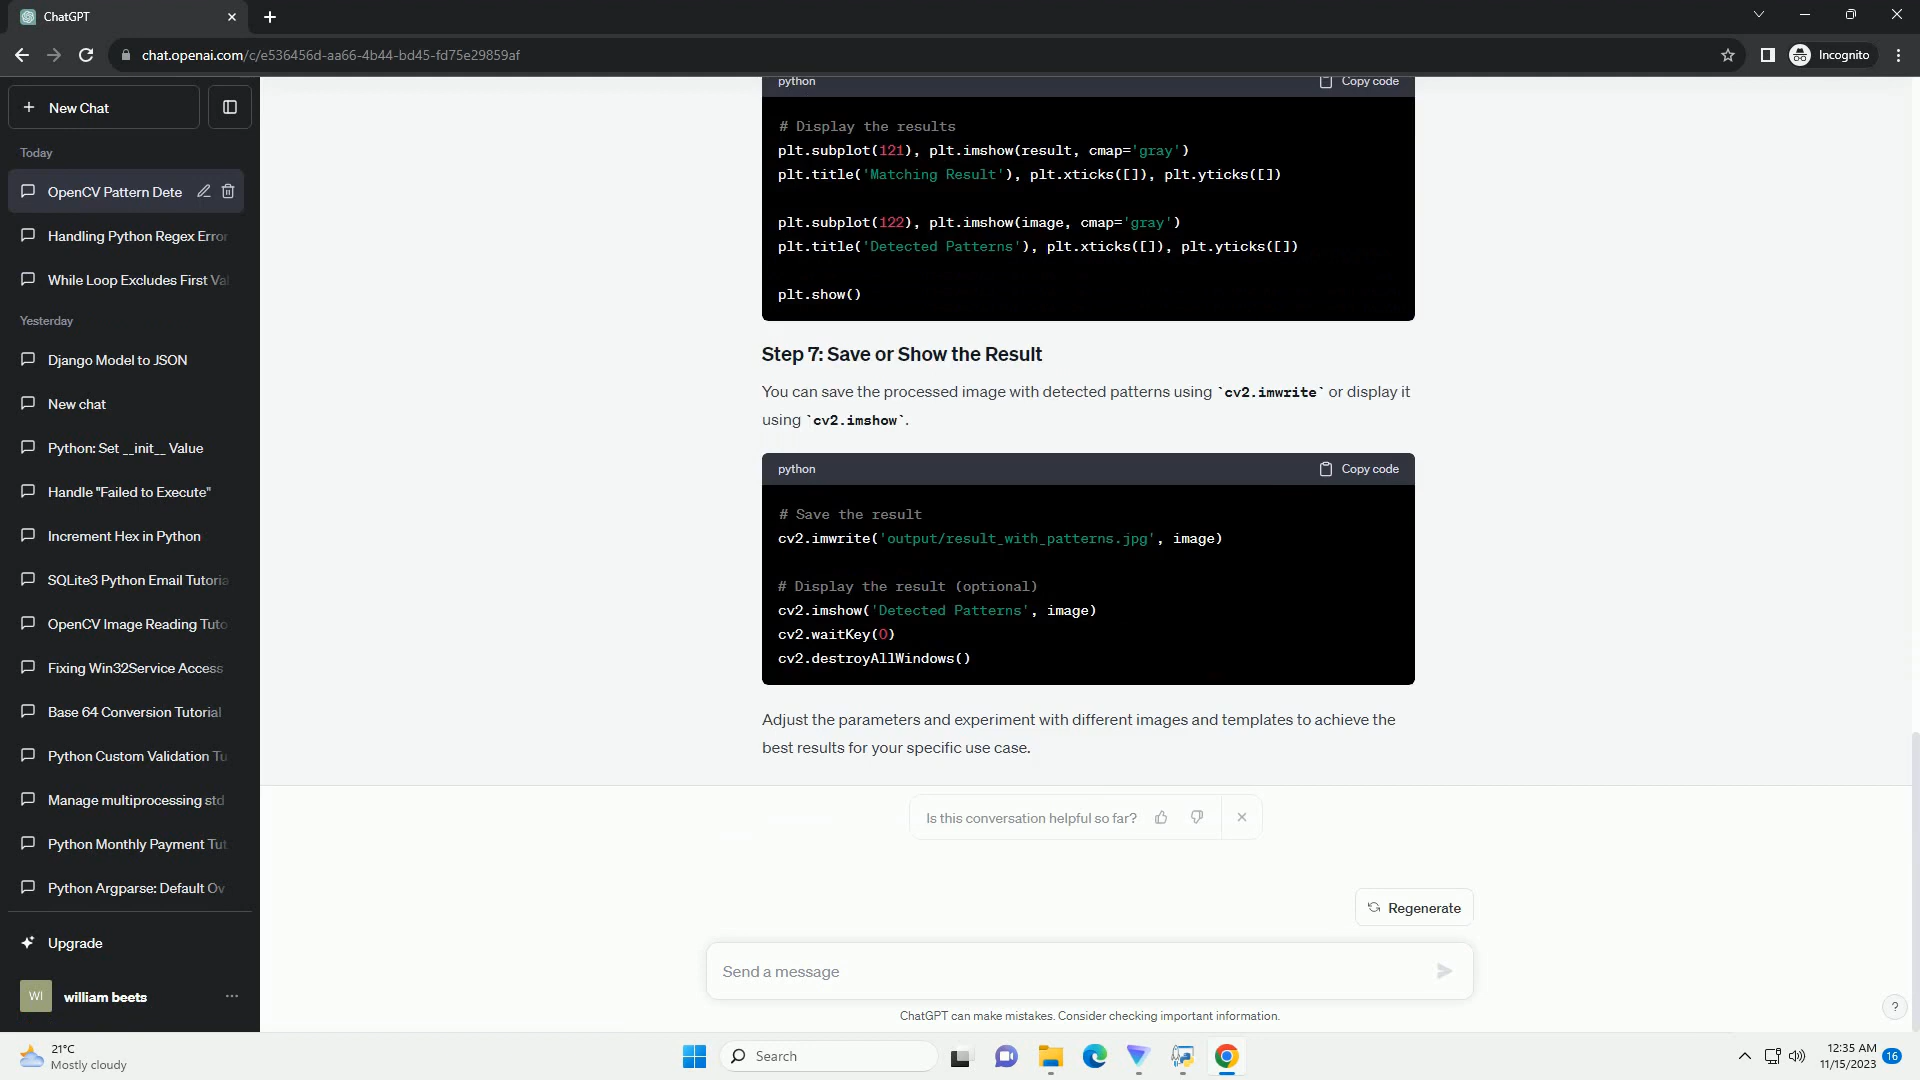 ChatGPT
chat.openai.com/c/e536456d-aa66-4b44-bd45-fd75e29859af
Incognito
New Chat
Today
OpenCV Pattern Dete
Handling Python Regex Error
While Loop Excludes First Val
Yesterday
Django Model to JSON
New chat
Python: Set __init__ Value
Handle "Failed to Execute"
Increment Hex in Python
SQLite3 Python Email Tutoria
OpenCV Image Reading Tuto
Fixing Win32Service Access
Base 64 Conversion Tutorial
Python Custom Validation Tu
Manage multiprocessing std
Python Monthly Payment Tut
Python Argparse: Default Ov
Upgrade
WI william beets
python Copy code
# Display the results
plt.subplot(121), plt.imshow(result, cmap='gray')
plt.title('Matching Result'), plt.xticks([]), plt.yticks([])
plt.subplot(122), plt.imshow(image, cmap='gray')
plt.title('Detected Patterns'), plt.xticks([]), plt.yticks([])
plt.show()
Step 7: Save or Show the Result
You can save the processed image with detected patterns using `cv2.imwrite` or display it
using `cv2.imshow`.
python Copy code
# Save the result
cv2.imwrite('output/result_with_patterns.jpg', image)
# Display the result (optional)
cv2.imshow('Detected Patterns', image)
cv2.waitKey(0)
cv2.destroyAllWindows()
Adjust the parameters and experiment with different images and templates to achieve the
best results for your specific use case.
Is this conversation helpful so far?
Regenerate
Send a message
ChatGPT can make mistakes. Consider checking important information.
?
21°C
Mostly cloudy
Search
12:35 AM
11/15/2023
16